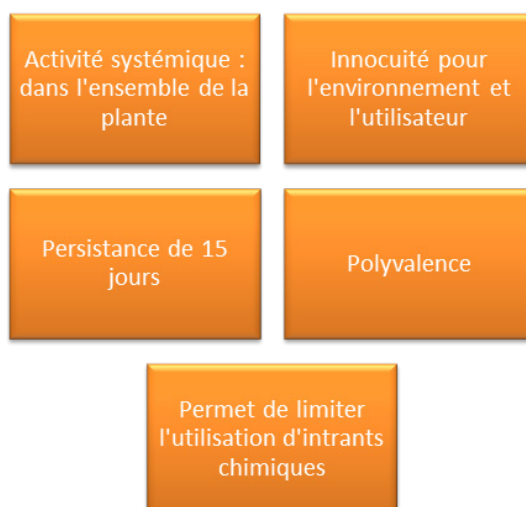 Activité systémique :
dans l'ensemble de la
plante
Innocuité pour
l'environnement et
l'utilisateur
Persistance de 15
jours
Polyvalence
Permet de limiter
l'utilisation d'intrants
chimiques